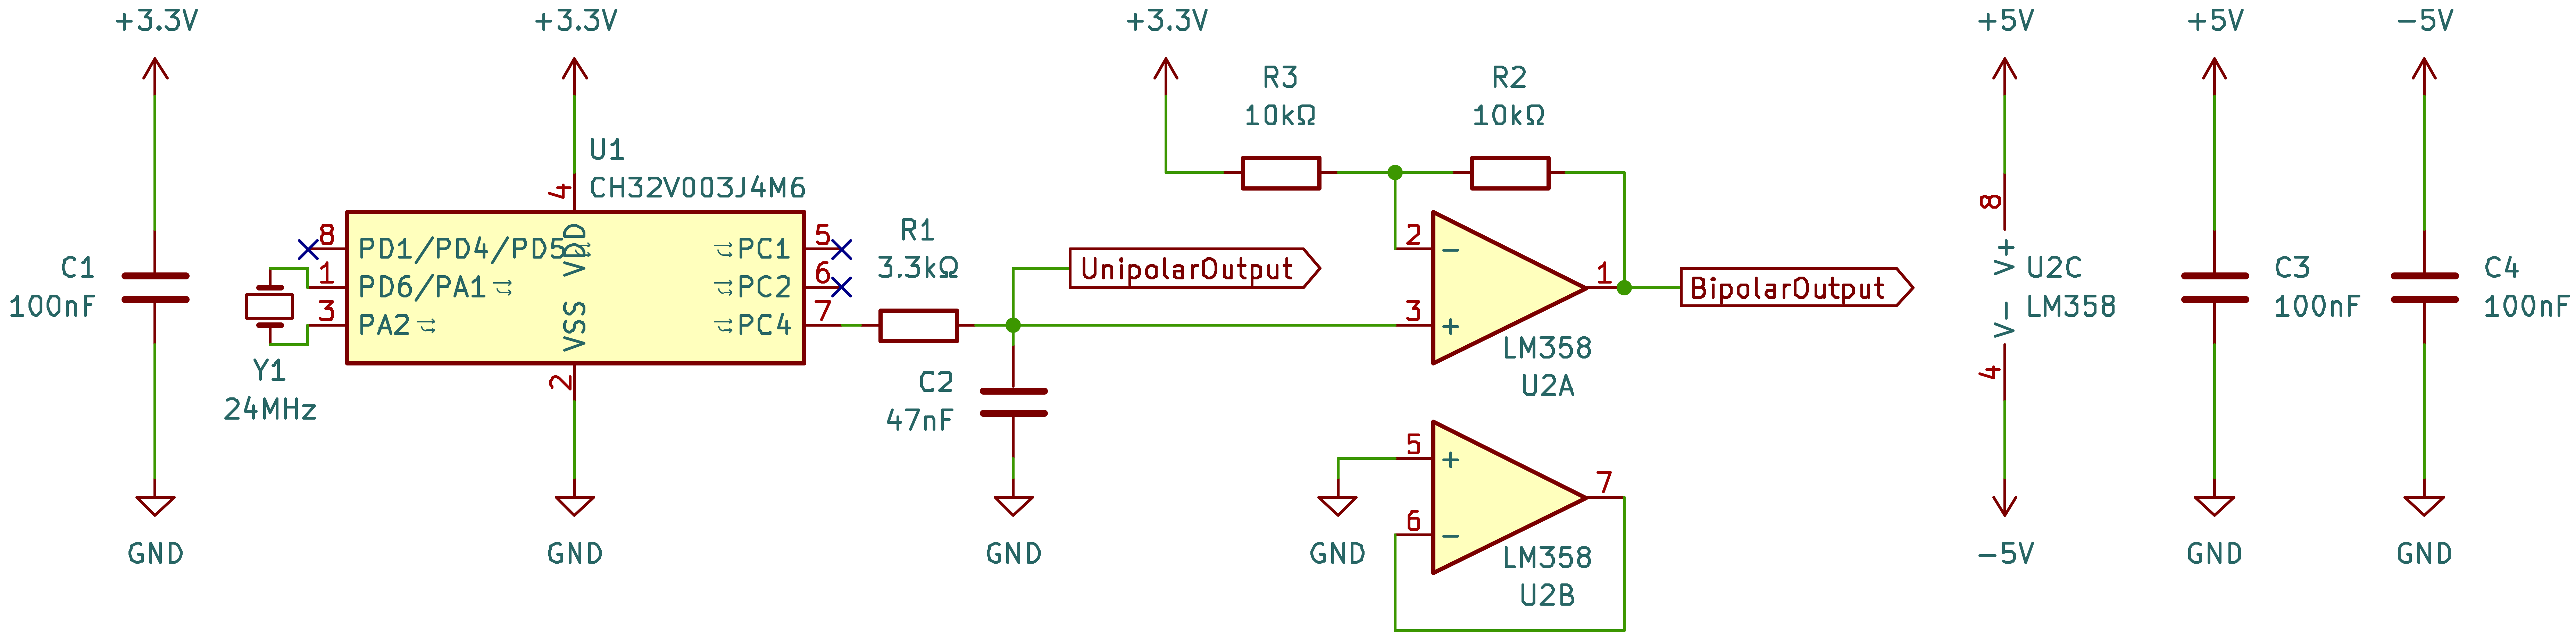 +3.3V
C1
100nF
GND
+3.3V
U1
CH32V003J4M6
4
VDD
8
PD1/PD4/PD5
1
PD6/PA1
3
PA2
5
PC1
6
PC2
7
PC4
VSS
2
GND
Y1
24MHz
R1
3.3kΩ
C2
47nF
GND
UnipolarOutput
+3.3V
R3
10kΩ
R2
10kΩ
2
−
3
+
1
LM358
U2A
BipolarOutput
5
+
6
−
7
LM358
U2B
GND
+5V
8
V+
U2C
LM358
V−
4
−5V
+5V
C3
100nF
GND
−5V
C4
100nF
GND